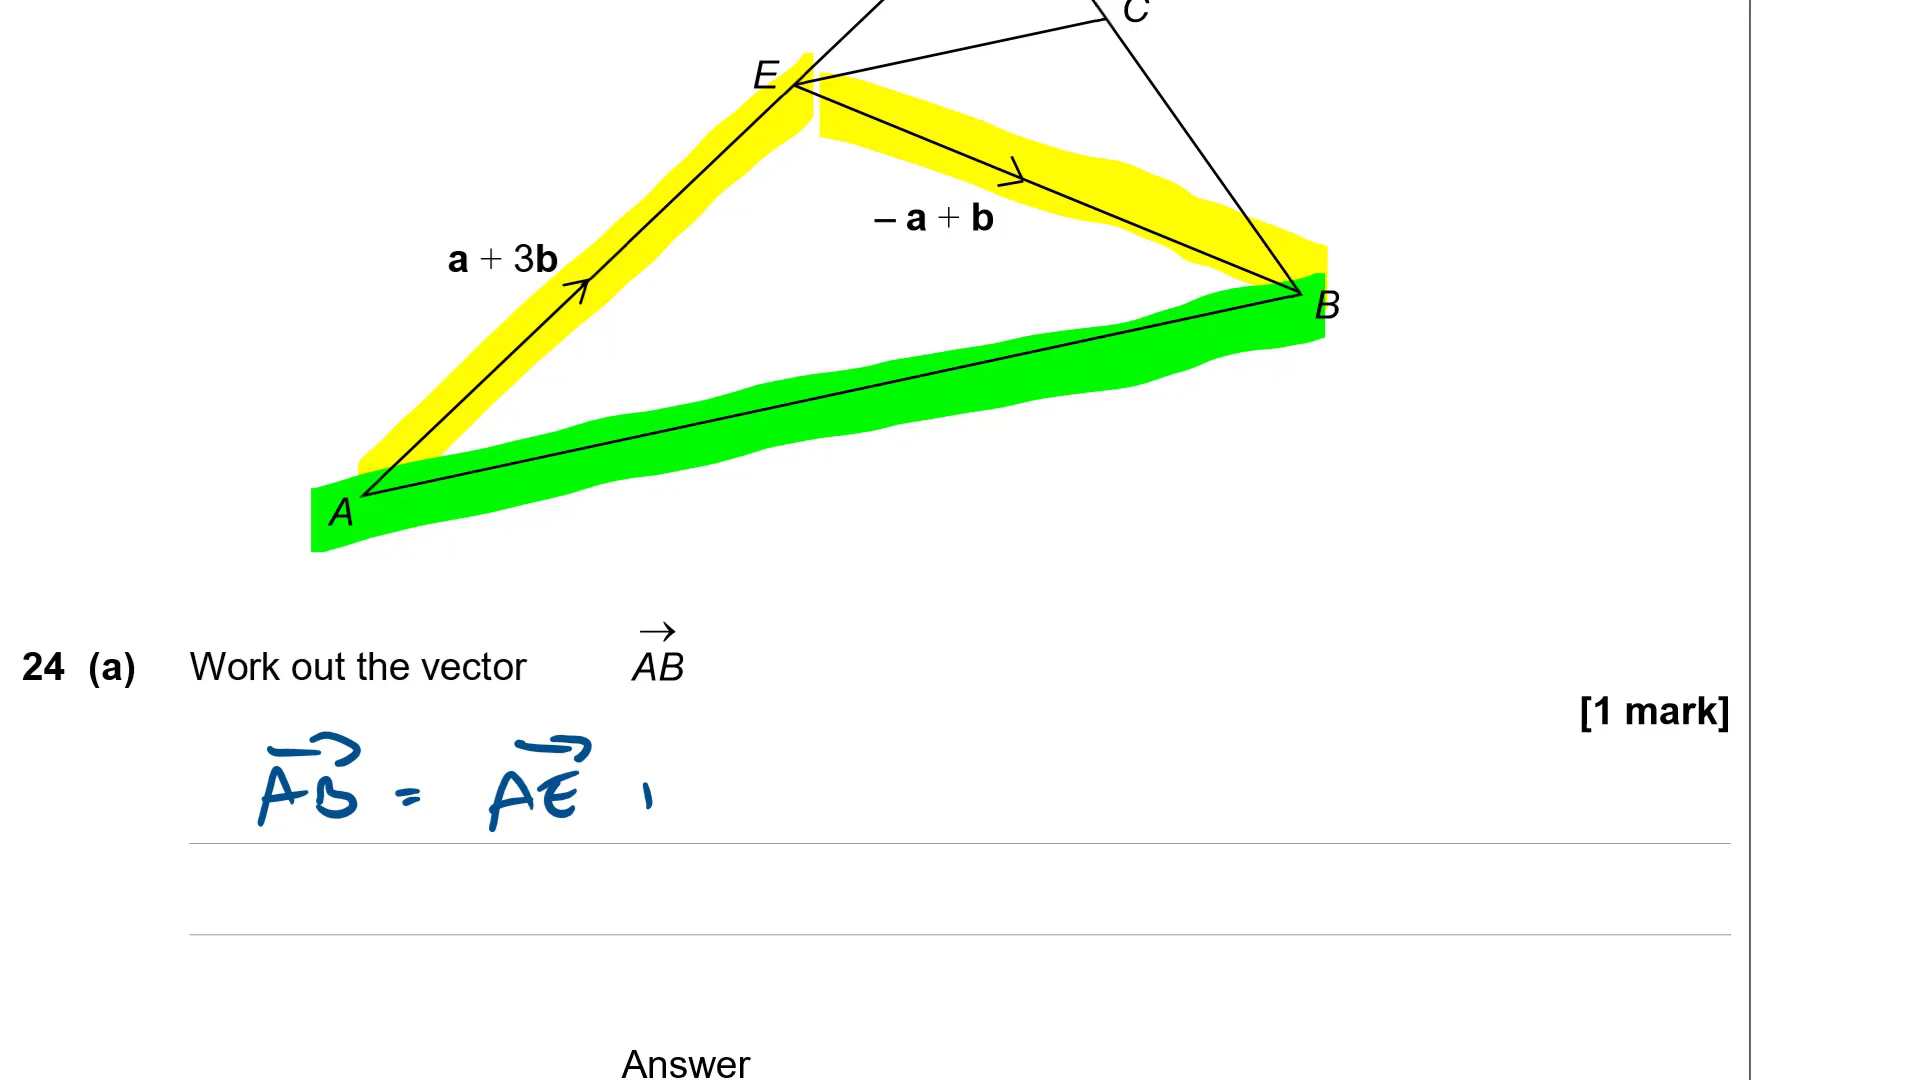 C
E
– a + b
a + 3b
B
A
24 (a) Work out the vector AB
[1 mark]
AB = AE
Answer